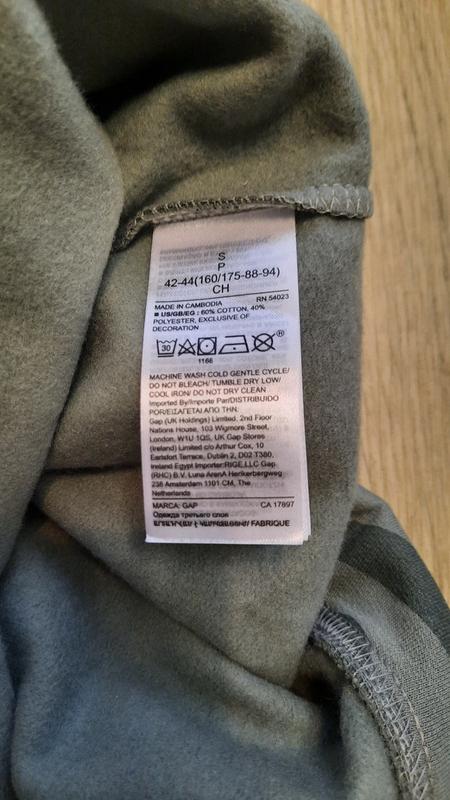 S
P
42-44(160/175-88-94)
CH
MADE IN CAMBODIA RN 54023
■ US/GB/EG : 60% COTTON, 40%
POLYESTER, EXCLUSIVE OF
DECORATION
30
®
1166
MACHINE WASH COLD GENTLE CYCLE/
DO NOT BLEACH/ TUMBLE DRY LOW/
COOL IRON/ DO NOT DRY CLEAN
Imported By/Importe Par/DISTRIBUIDO
POR/ΕΙΣΑΓΕΤΑΙ ΑΠΟ ΤΗΝ:
Gap (UK Holdings) Limited, 2nd Floor
Nations House, 103 Wigmore Street,
London, W1U 1QS, UK Gap Stores
(Ireland) Limited c/o Arthur Cox, 10
Earlsfort Terrace, Dublin 2, D02 T380,
Ireland Egypt Importer:RIGE,LLC Gap
(RHC) B.V. Luna ArenA Herikerbergweg
238 Amsterdam 1101 CM, The
Netherlands
MARCA: GAP CA 17897
Одежда третьего слоя
FABRIQUE